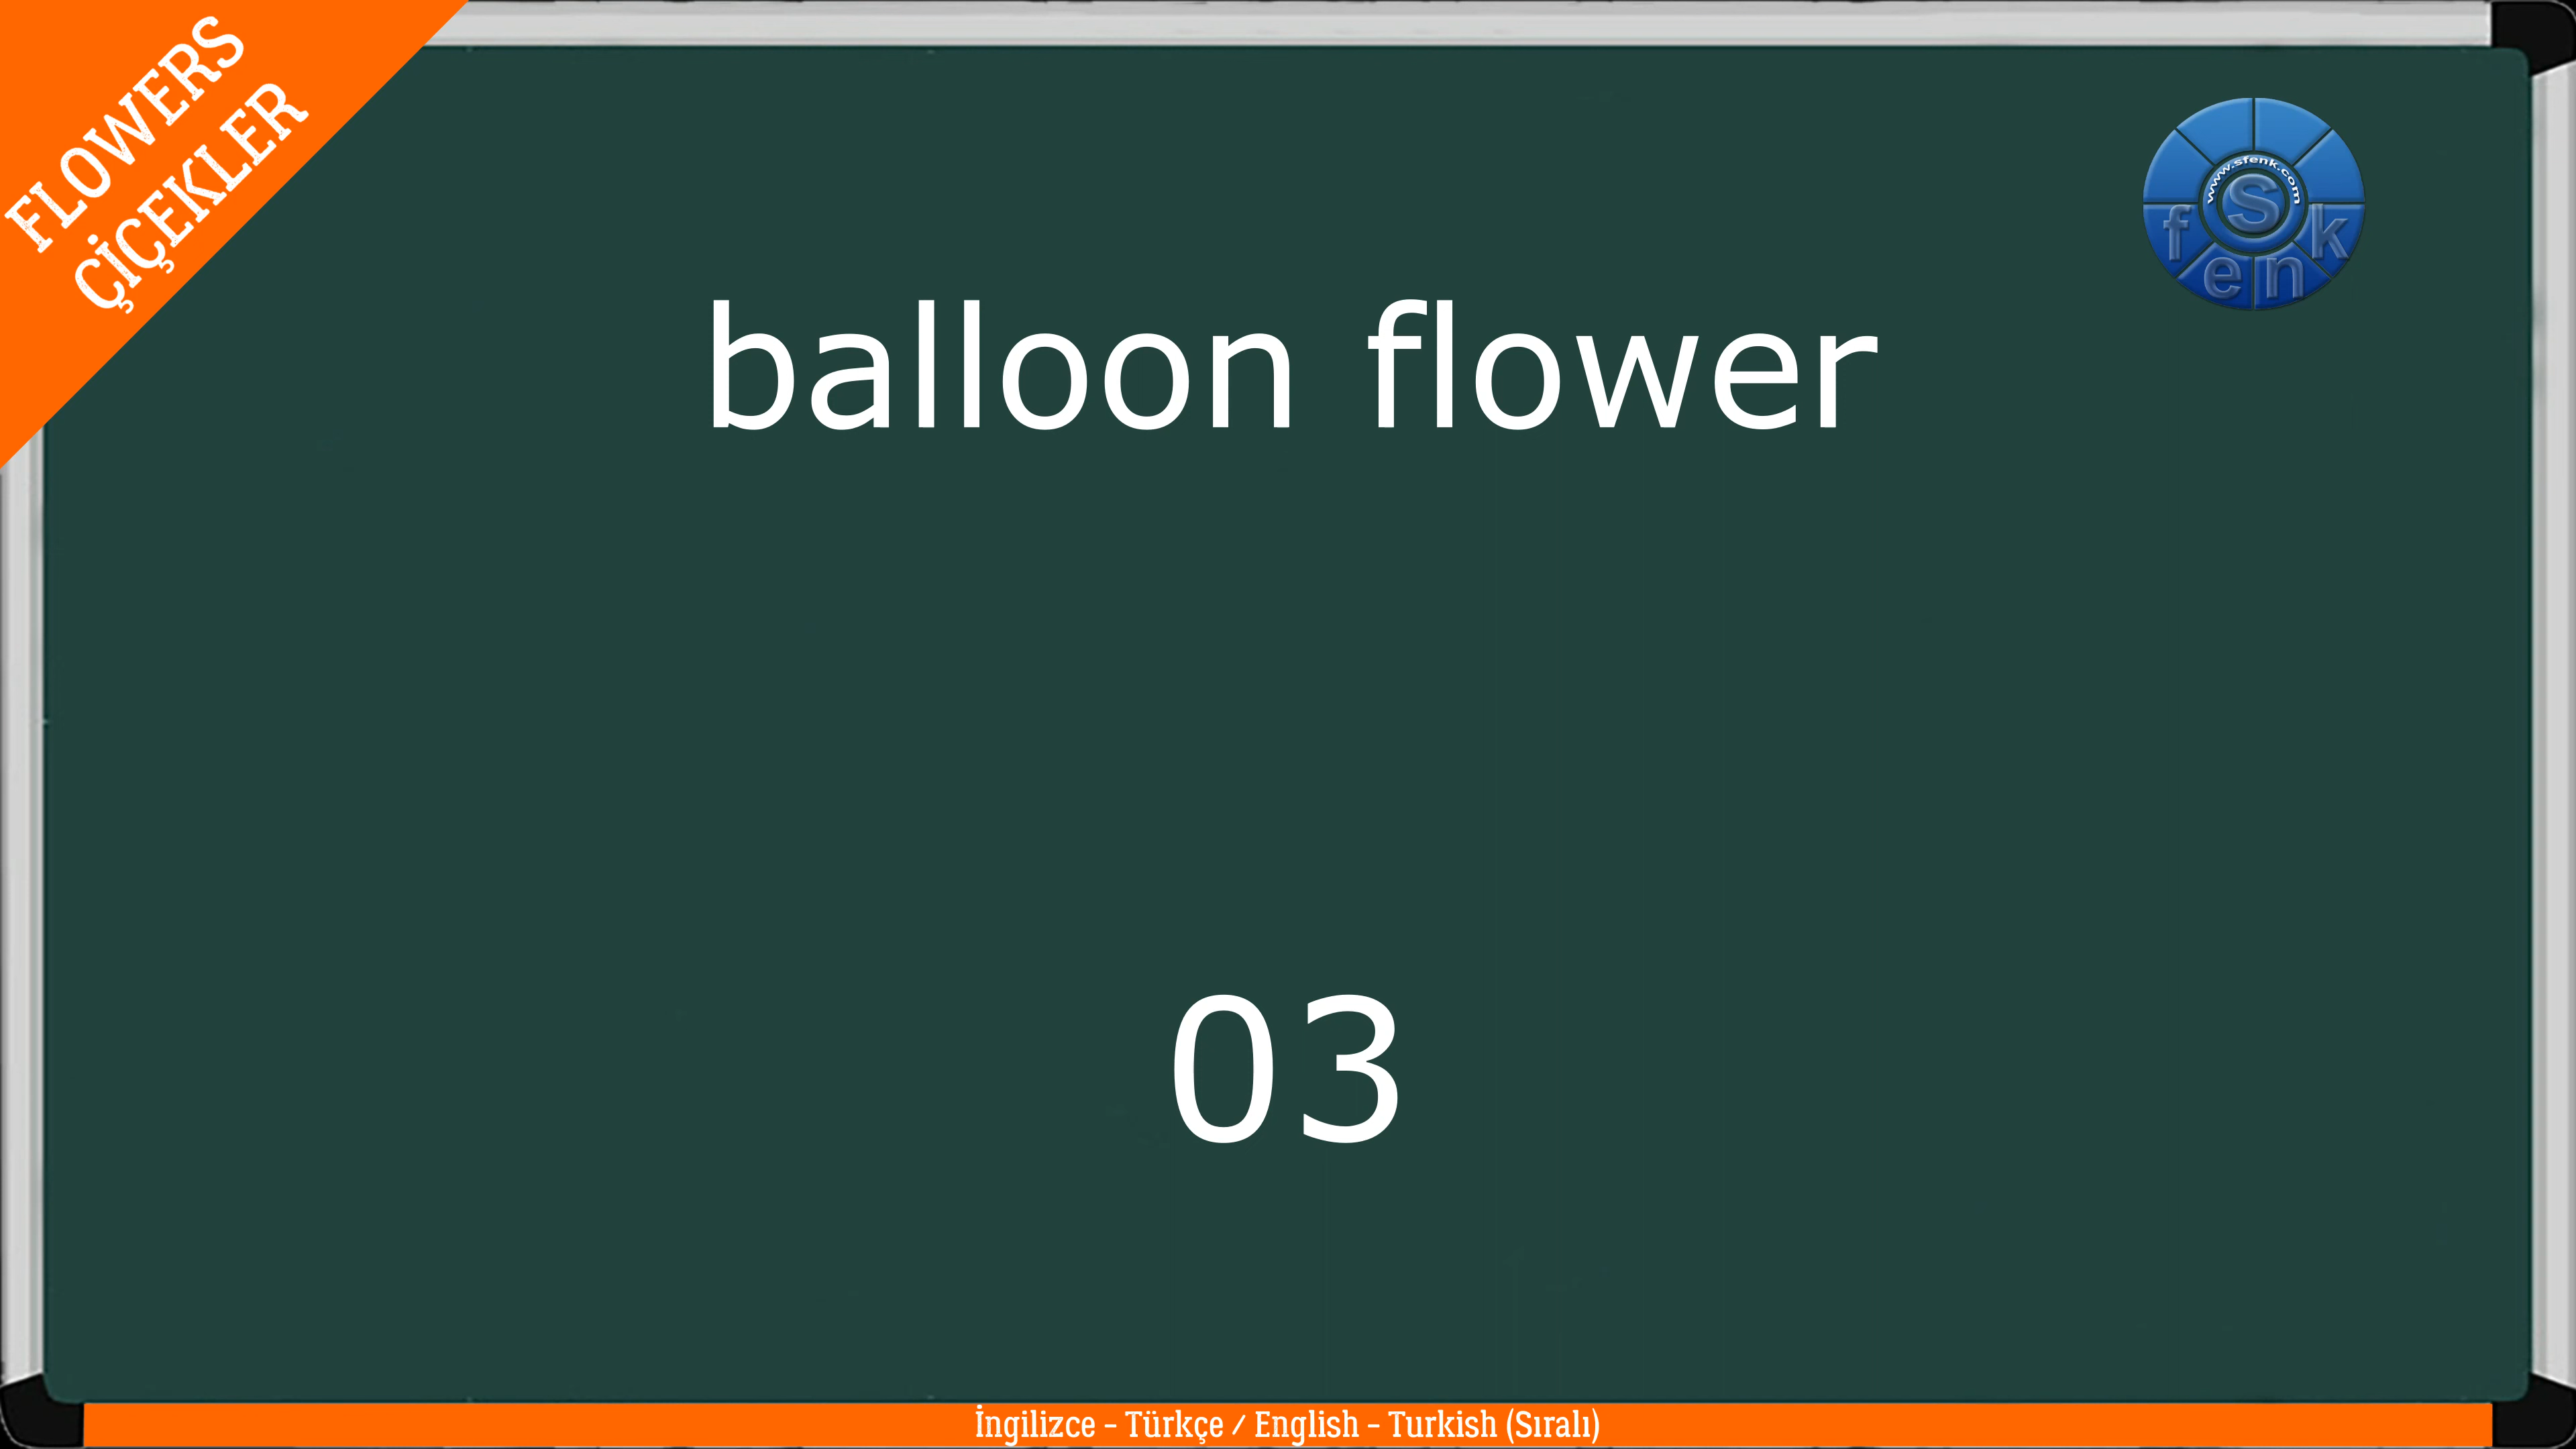 FLOWERS
ÇİÇEKLER
www.sfenk.com
S
f e n k
balloon flower
03
İngilizce - Türkçe / English - Turkish (Sıralı)